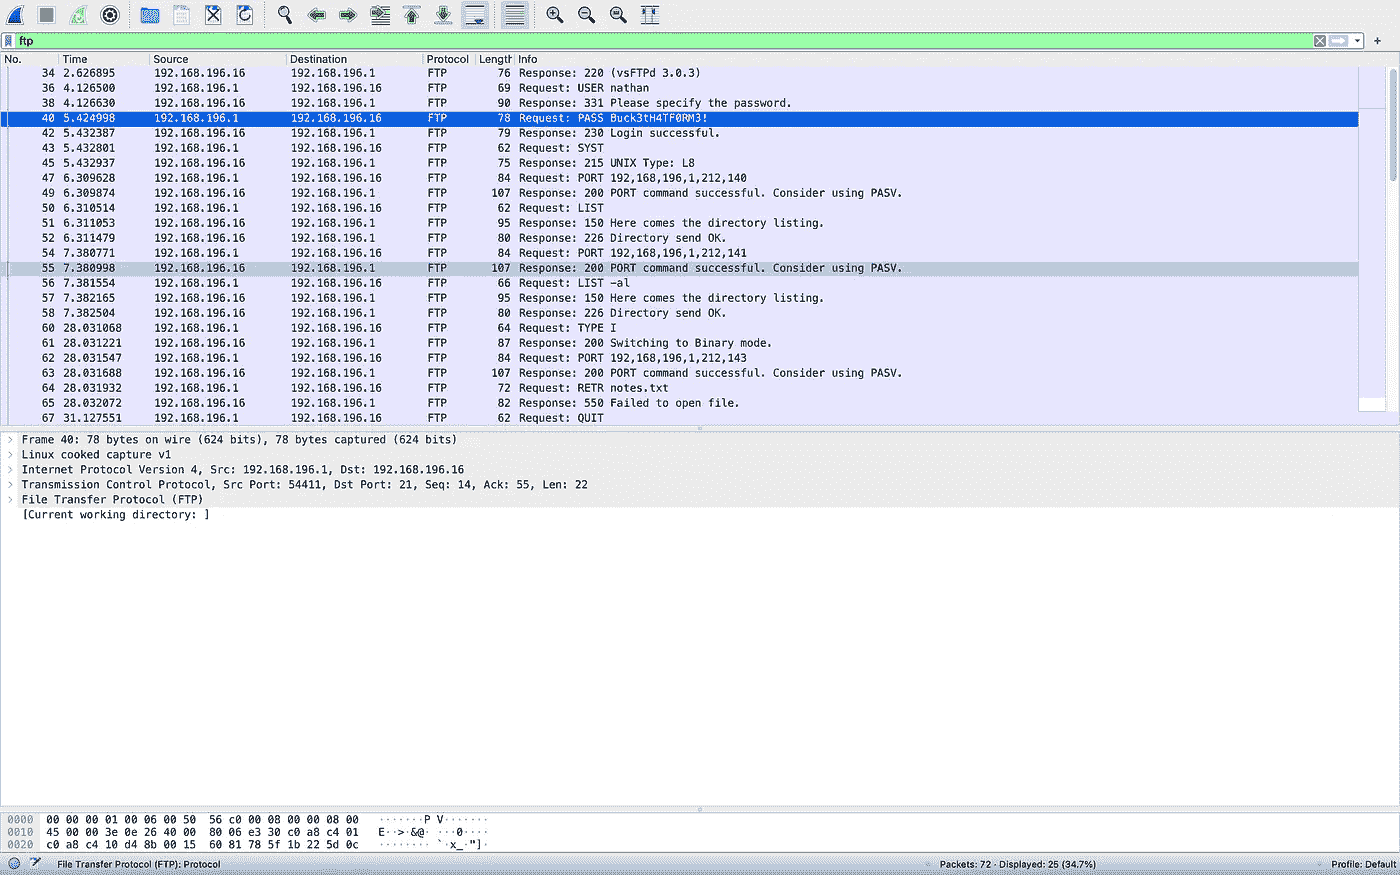 ftp
No. Time Source Destination Protocol Length Info
34 2.626895 192.168.196.16 192.168.196.1 FTP 76 Response: 220 (vsFTPd 3.0.3)
36 4.126500 192.168.196.1 192.168.196.16 FTP 69 Request: USER nathan
38 4.126630 192.168.196.16 192.168.196.1 FTP 90 Response: 331 Please specify the password.
40 5.424998 192.168.196.1 192.168.196.16 FTP 78 Request: PASS Buck3tH4TF0RM3!
42 5.432387 192.168.196.16 192.168.196.1 FTP 79 Response: 230 Login successful.
43 5.432801 192.168.196.1 192.168.196.16 FTP 62 Request: SYST
45 5.432937 192.168.196.16 192.168.196.1 FTP 75 Response: 215 UNIX Type: L8
47 6.309628 192.168.196.1 192.168.196.16 FTP 84 Request: PORT 192,168,196,1,212,140
49 6.309874 192.168.196.16 192.168.196.1 FTP 107 Response: 200 PORT command successful. Consider using PASV.
50 6.310514 192.168.196.1 192.168.196.16 FTP 62 Request: LIST
51 6.311053 192.168.196.16 192.168.196.1 FTP 95 Response: 150 Here comes the directory listing.
52 6.311479 192.168.196.16 192.168.196.1 FTP 80 Response: 226 Directory send OK.
54 7.380771 192.168.196.1 192.168.196.16 FTP 84 Request: PORT 192,168,196,1,212,141
55 7.380998 192.168.196.16 192.168.196.1 FTP 107 Response: 200 PORT command successful. Consider using PASV.
56 7.381554 192.168.196.1 192.168.196.16 FTP 66 Request: LIST -al
57 7.382165 192.168.196.16 192.168.196.1 FTP 95 Response: 150 Here comes the directory listing.
58 7.382504 192.168.196.16 192.168.196.1 FTP 80 Response: 226 Directory send OK.
60 28.031068 192.168.196.1 192.168.196.16 FTP 64 Request: TYPE I
61 28.031221 192.168.196.16 192.168.196.1 FTP 87 Response: 200 Switching to Binary mode.
62 28.031547 192.168.196.1 192.168.196.16 FTP 84 Request: PORT 192,168,196,1,212,143
63 28.031688 192.168.196.16 192.168.196.1 FTP 107 Response: 200 PORT command successful. Consider using PASV.
64 28.031932 192.168.196.1 192.168.196.16 FTP 72 Request: RETR notes.txt
65 28.032072 192.168.196.16 192.168.196.1 FTP 82 Response: 550 Failed to open file.
67 31.127551 192.168.196.1 192.168.196.16 FTP 62 Request: QUIT
Frame 40: 78 bytes on wire (624 bits), 78 bytes captured (624 bits)
Linux cooked capture v1
Internet Protocol Version 4, Src: 192.168.196.1, Dst: 192.168.196.16
Transmission Control Protocol, Src Port: 54411, Dst Port: 21, Seq: 14, Ack: 55, Len: 22
File Transfer Protocol (FTP)
[Current working directory: ]
0000 00 00 00 01 00 06 00 50 56 c0 00 08 00 00 08 00 ·······P V·······
0010 45 00 00 3e 0e 26 40 00 80 06 e3 30 c0 a8 c4 01 E··>·&@· ···0····
0020 c0 a8 c4 10 d4 8b 00 15 60 81 78 5f 1b 22 5d 0c ········ `·x_·"]·
File Transfer Protocol (FTP): Protocol
Packets: 72 · Displayed: 25 (34.7%)
Profile: Default